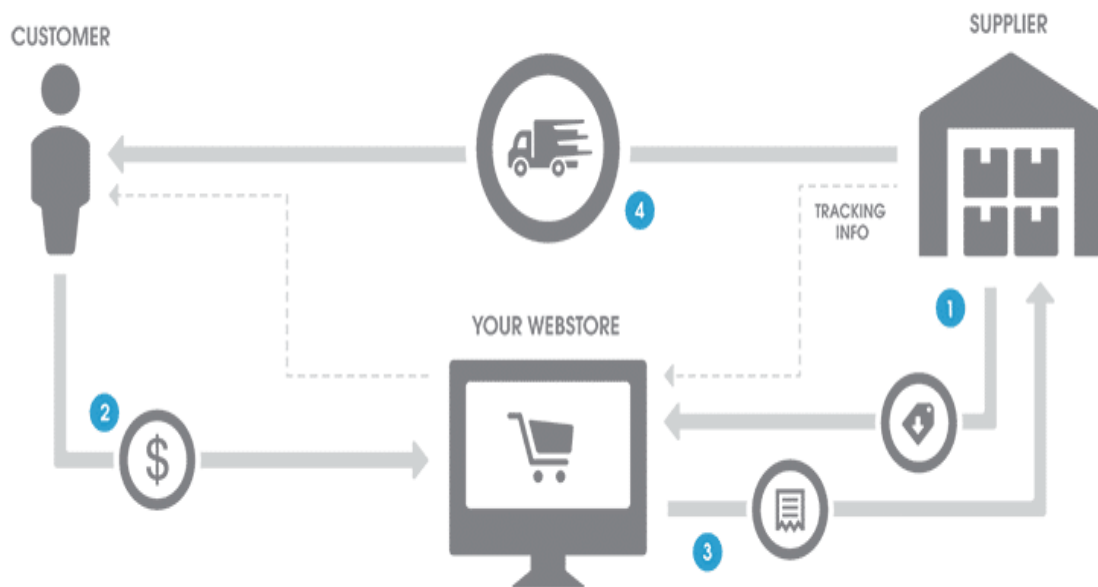 CUSTOMER
SUPPLIER
4
TRACKING
INFO
1
YOUR WEBSTORE
2
$
3